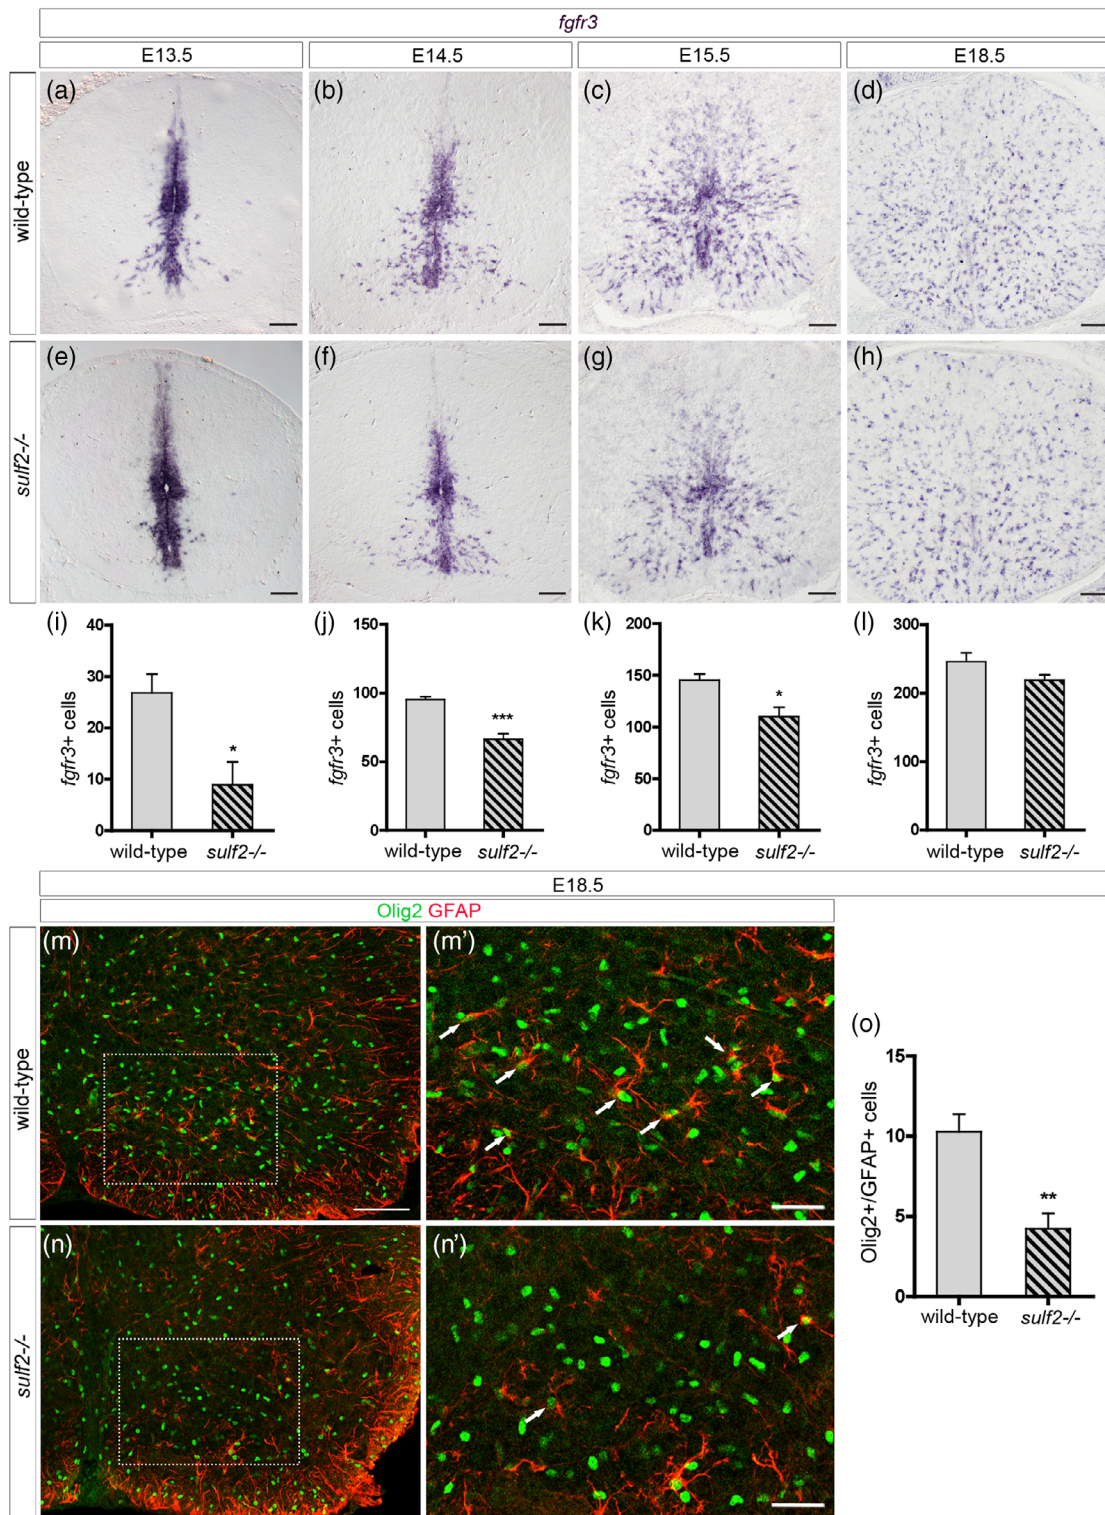 fgfr3
E13.5 E14.5 E15.5 E18.5
wild-type
(a) (b) (c) (d)
sulf2-/-
(e) (f) (g) (h)
(i) (j) (k) (l)
40
30
20
10
0
fgfr3+ cells
*
wild-type sulf2-/-
150
100
50
0
fgfr3+ cells
***
wild-type sulf2-/-
200
150
100
50
0
fgfr3+ cells
*
wild-type sulf2-/-
300
200
100
0
fgfr3+ cells
wild-type sulf2-/-
E18.5
Olig2 GFAP
wild-type
(m) (m')
sulf2-/-
(n) (n')
(o)
15
10
5
0
Olig2+/GFAP+ cells
**
wild-type sulf2-/-